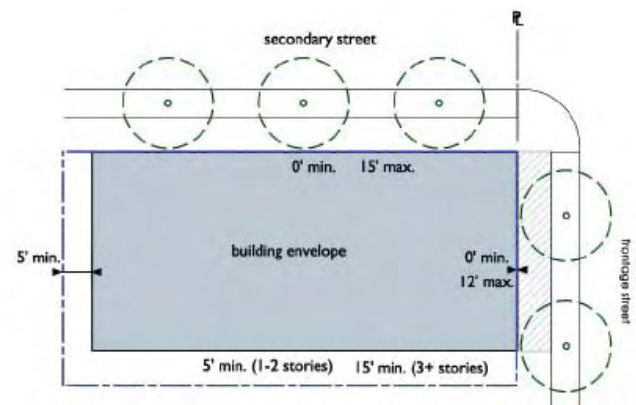 PL
secondary street
0' min. 15' max.
building envelope
5' min.
0' min.
12' max.
frontage street
5' min. (1-2 stories) 15' min. (3+ stories)